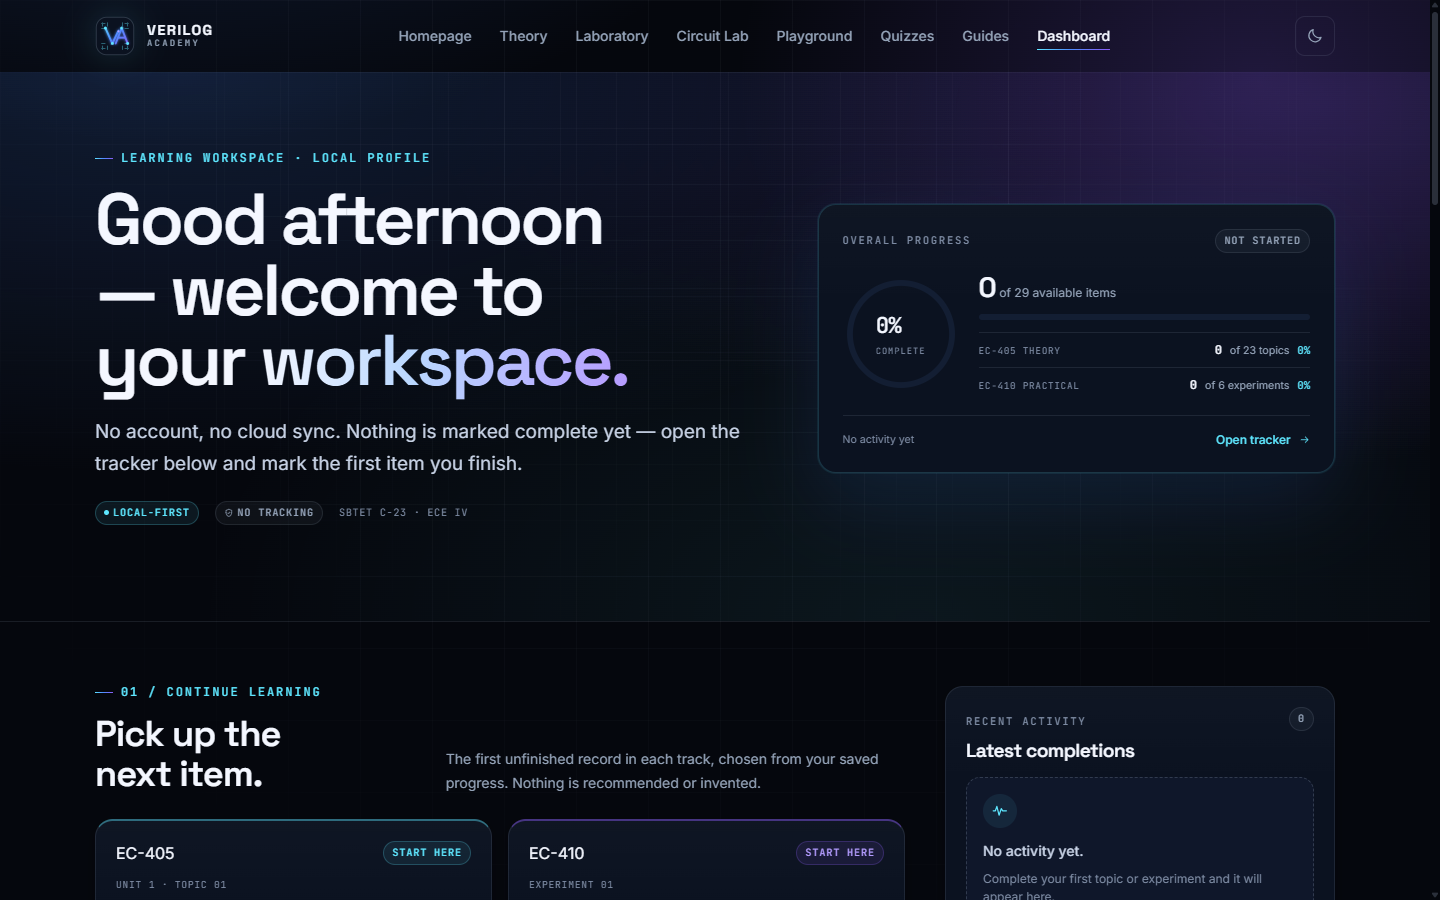 VERILOG
ACADEMY
Homepage
Theory
Laboratory
Circuit Lab
Playground
Quizzes
Guides
Dashboard
LEARNING WORKSPACE · LOCAL PROFILE
Good afternoon
— welcome to
your workspace.
No account, no cloud sync. Nothing is marked complete yet — open the
tracker below and mark the first item you finish.
LOCAL-FIRST
NO TRACKING
SBTET C-23 · ECE IV
OVERALL PROGRESS
NOT STARTED
0%
COMPLETE
0 of 29 available items
EC-405 THEORY
0 of 23 topics 0%
EC-410 PRACTICAL
0 of 6 experiments 0%
No activity yet
Open tracker →
01 / CONTINUE LEARNING
Pick up the
next item.
The first unfinished record in each track, chosen from your saved
progress. Nothing is recommended or invented.
EC-405
START HERE
UNIT 1 · TOPIC 01
EC-410
START HERE
EXPERIMENT 01
RECENT ACTIVITY
0
Latest completions
No activity yet.
Complete your first topic or experiment and it will
appear here.